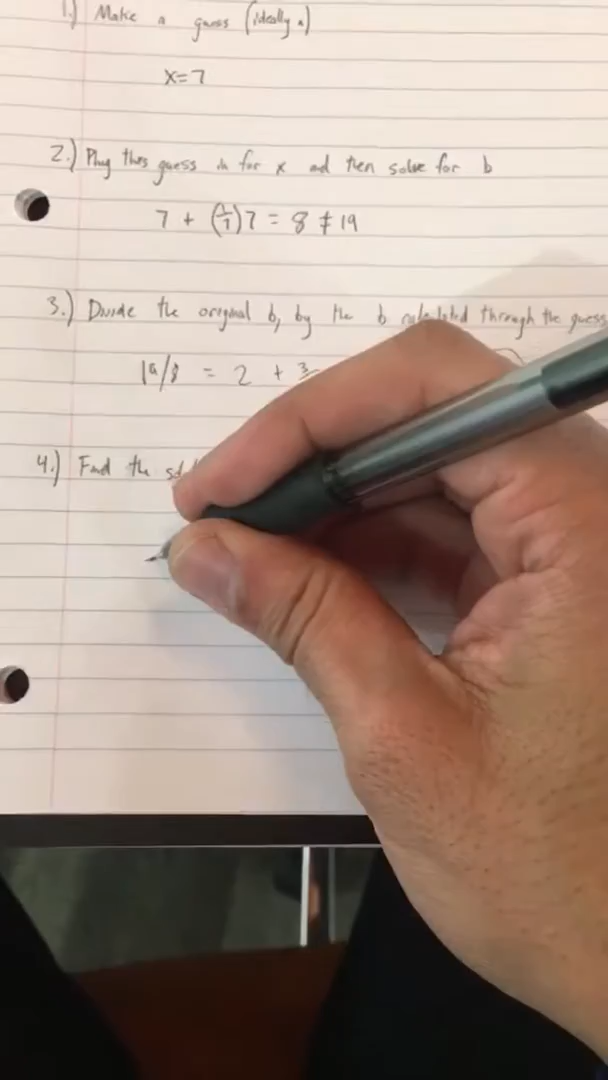 1.) Make a guess (ideally a)
x=7
2.) Plug this guess in for x and then solve for b
7 + (1/7)7 = 8 ≠ 19
3.) Divide the original b, by the b calculated through the guess
19/8 = 2 + 3
4.) Find the